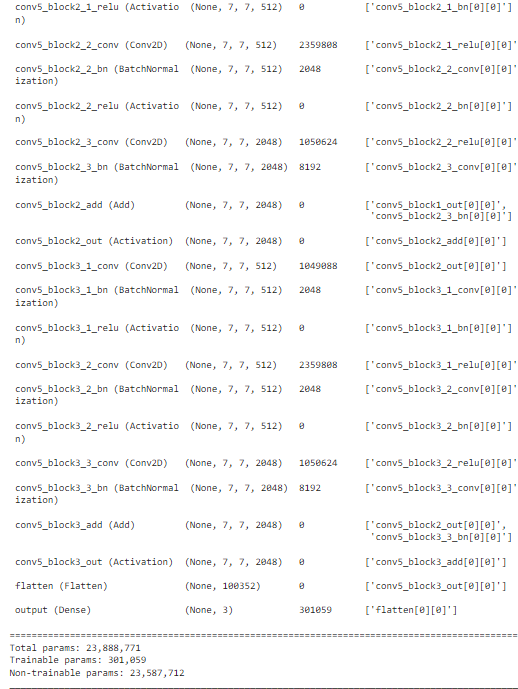 conv5_block2_1_relu (Activatio (None, 7, 7, 512) 0 ['conv5_block2_1_bn[0][0]']
n)
conv5_block2_2_conv (Conv2D) (None, 7, 7, 512) 2359808 ['conv5_block2_1_relu[0][0]'
conv5_block2_2_bn (BatchNormal (None, 7, 7, 512) 2048 ['conv5_block2_2_conv[0][0]'
ization)
conv5_block2_2_relu (Activatio (None, 7, 7, 512) 0 ['conv5_block2_2_bn[0][0]']
n)
conv5_block2_3_conv (Conv2D) (None, 7, 7, 2048) 1050624 ['conv5_block2_2_relu[0][0]'
conv5_block2_3_bn (BatchNormal (None, 7, 7, 2048) 8192 ['conv5_block2_3_conv[0][0]'
ization)
conv5_block2_add (Add) (None, 7, 7, 2048) 0 ['conv5_block1_out[0][0]',
'conv5_block2_3_bn[0][0]']
conv5_block2_out (Activation) (None, 7, 7, 2048) 0 ['conv5_block2_add[0][0]']
conv5_block3_1_conv (Conv2D) (None, 7, 7, 512) 1049088 ['conv5_block2_out[0][0]']
conv5_block3_1_bn (BatchNormal (None, 7, 7, 512) 2048 ['conv5_block3_1_conv[0][0]'
ization)
conv5_block3_1_relu (Activatio (None, 7, 7, 512) 0 ['conv5_block3_1_bn[0][0]']
n)
conv5_block3_2_conv (Conv2D) (None, 7, 7, 512) 2359808 ['conv5_block3_1_relu[0][0]'
conv5_block3_2_bn (BatchNormal (None, 7, 7, 512) 2048 ['conv5_block3_2_conv[0][0]'
ization)
conv5_block3_2_relu (Activatio (None, 7, 7, 512) 0 ['conv5_block3_2_bn[0][0]']
n)
conv5_block3_3_conv (Conv2D) (None, 7, 7, 2048) 1050624 ['conv5_block3_2_relu[0][0]'
conv5_block3_3_bn (BatchNormal (None, 7, 7, 2048) 8192 ['conv5_block3_3_conv[0][0]'
ization)
conv5_block3_add (Add) (None, 7, 7, 2048) 0 ['conv5_block2_out[0][0]',
'conv5_block3_3_bn[0][0]']
conv5_block3_out (Activation) (None, 7, 7, 2048) 0 ['conv5_block3_add[0][0]']
flatten (Flatten) (None, 100352) 0 ['conv5_block3_out[0][0]']
output (Dense) (None, 3) 301059 ['flatten[0][0]']
==================================================================================================
Total params: 23,888,771
Trainable params: 301,059
Non-trainable params: 23,587,712
__________________________________________________________________________________________________